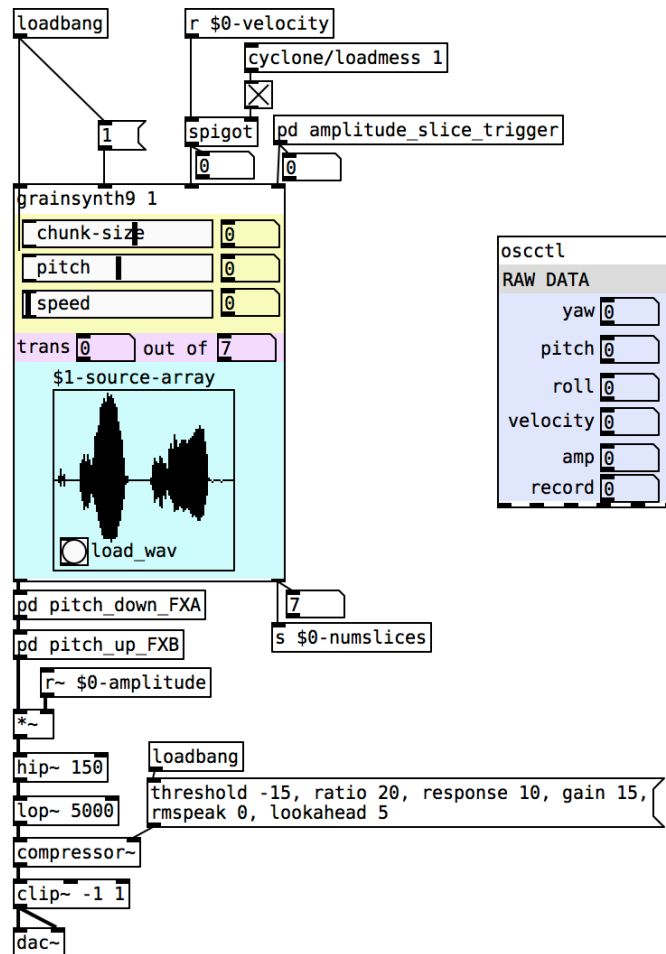 loadbang
r $0-velocity
cyclone/loadmess 1
1
spigot
pd amplitude_slice_trigger
0
0
grainsynth9 1
chunk-size
0
pitch
0
speed
0
trans
0
out of
7
$1-source-array
load_wav
oscctl
RAW DATA
yaw 0
pitch 0
roll 0
velocity 0
amp 0
record 0
pd pitch_down_FXA
7
pd pitch_up_FXB
s $0-numslices
r~ $0-amplitude
*~
hip~ 150
loadbang
lop~ 5000
threshold -15, ratio 20, response 10, gain 15,
rmspeak 0, lookahead 5
compressor~
clip~ -1 1
dac~